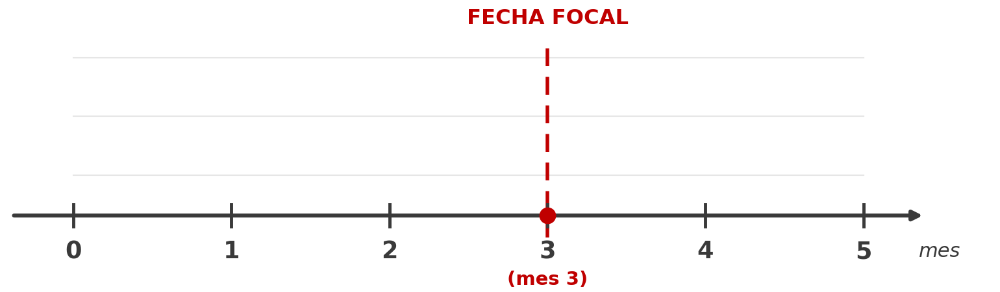 FECHA FOCAL
0 1 2 3 4 5 mes
(mes 3)